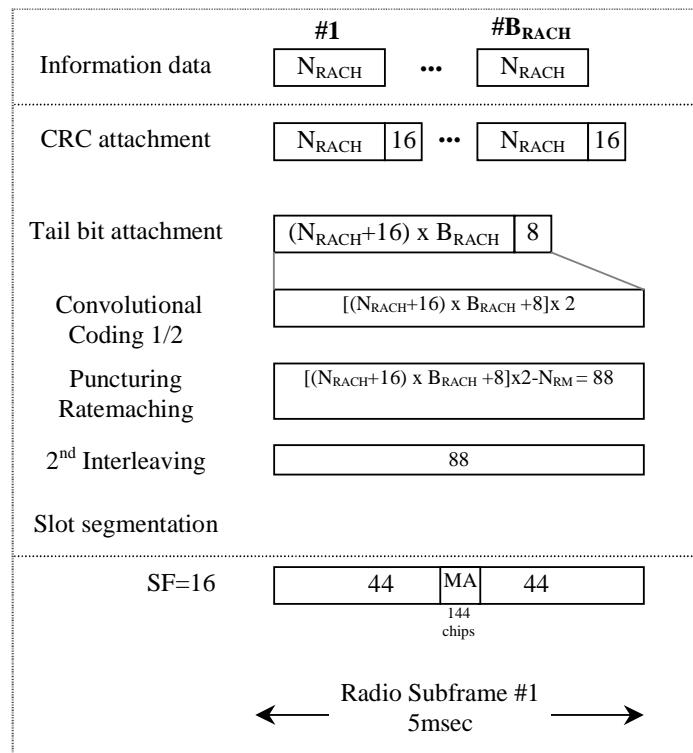 #1 #B_RACH
Information data N_RACH ... N_RACH
CRC attachment N_RACH 16 ... N_RACH 16
Tail bit attachment (N_RACH+16) x B_RACH 8
Convolutional
Coding 1/2
[(N_RACH+16) x B_RACH +8]x 2
Puncturing
Ratemaching
[(N_RACH+16) x B_RACH +8]x2-N_RM = 88
2nd Interleaving 88
Slot segmentation
SF=16 44 MA 44
144
chips
Radio Subframe #1
5msec